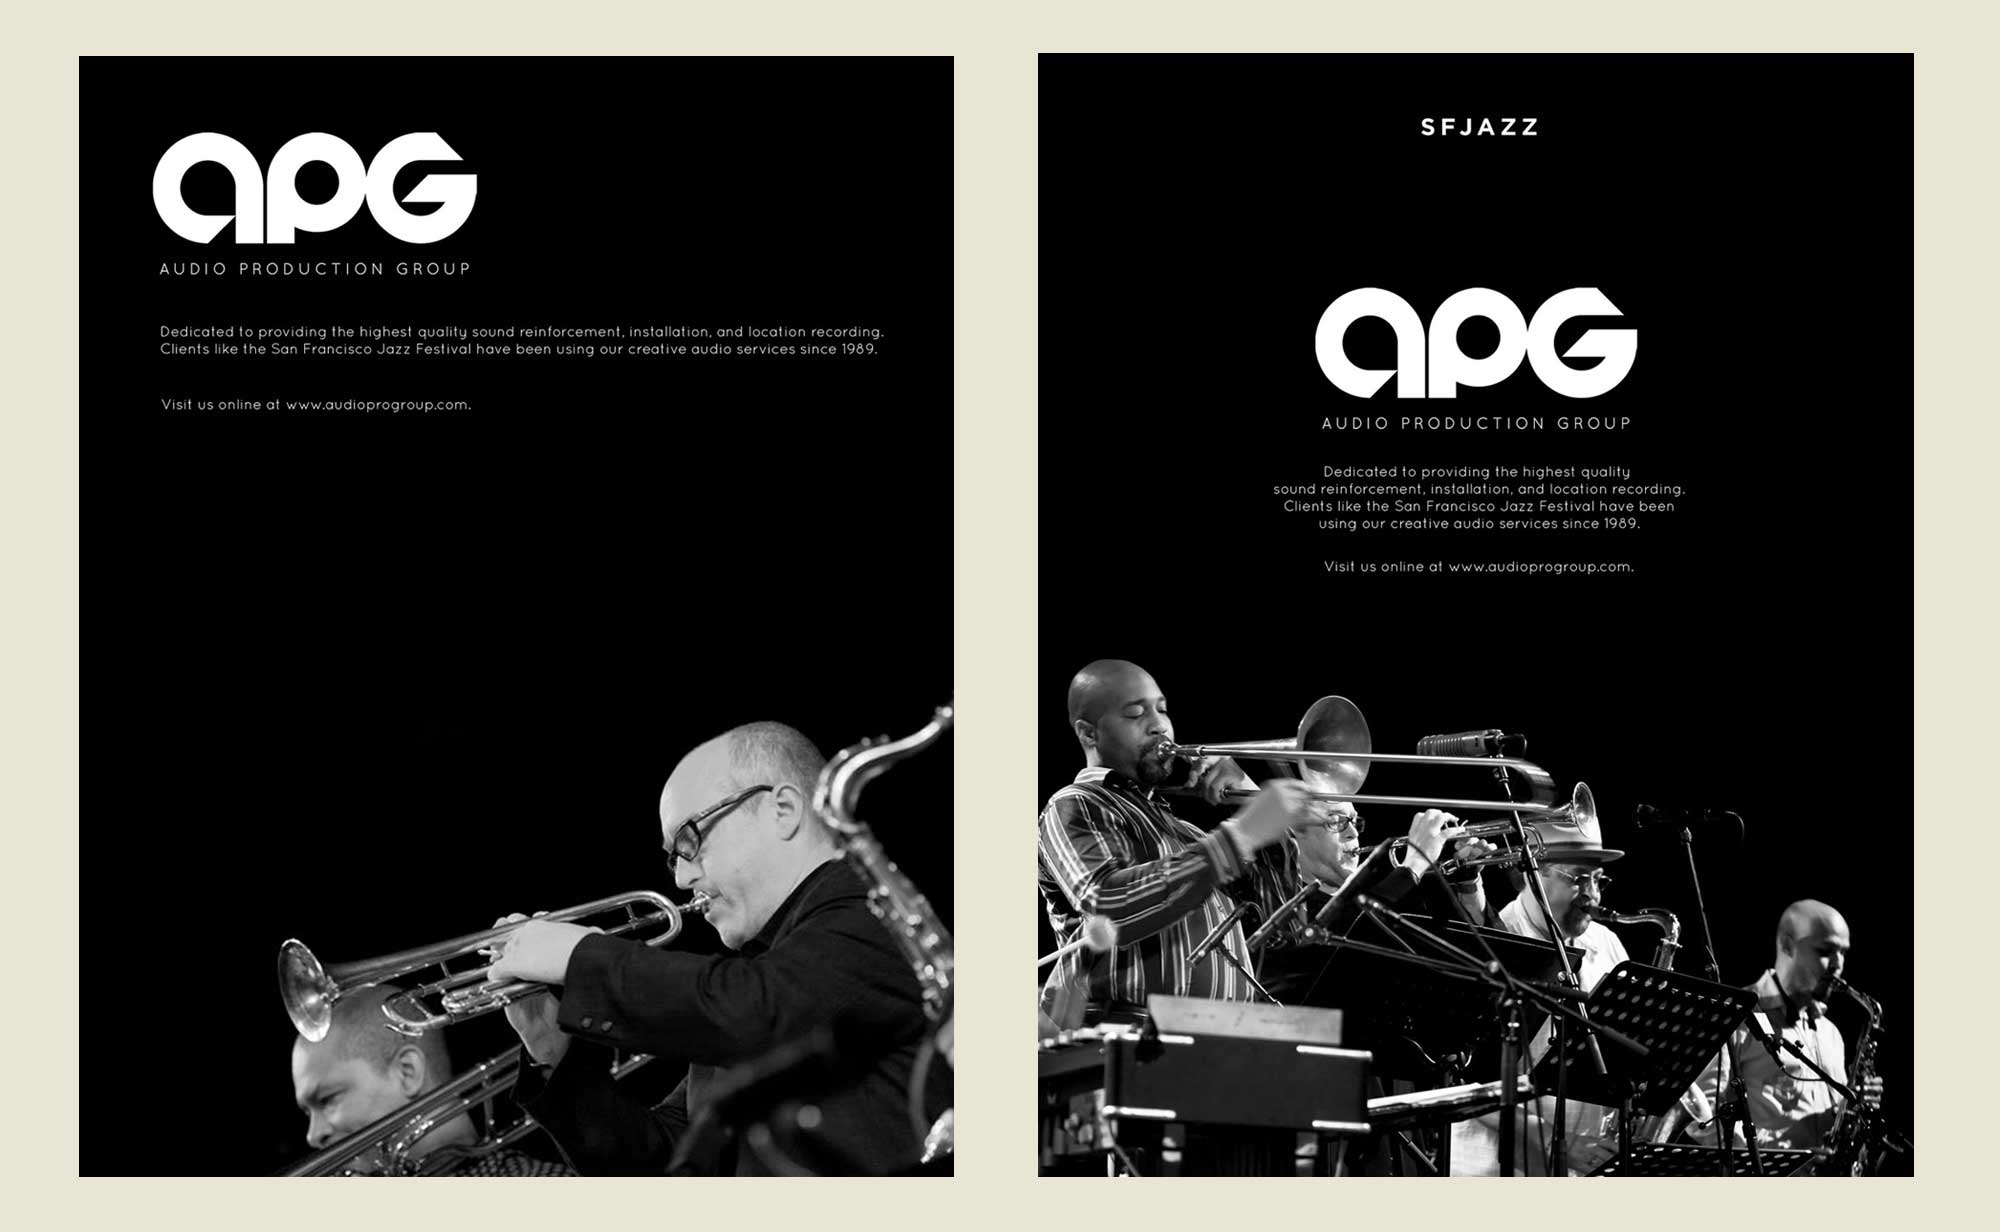 apG
AUDIO PRODUCTION GROUP
Dedicated to providing the highest quality sound reinforcement, installation, and location recording.
Clients like the San Francisco Jazz Festival have been using our creative audio services since 1989.
Visit us online at www.audioprogroup.com.
SFJAZZ
apG
AUDIO PRODUCTION GROUP
Dedicated to providing the highest quality
sound reinforcement, installation, and location recording.
Clients like the San Francisco Jazz Festival have been
using our creative audio services since 1989.
Visit us online at www.audioprogroup.com.